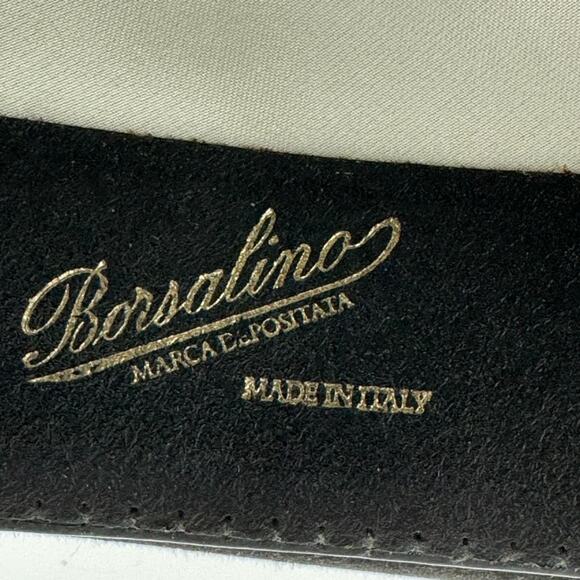 Borsalino
MARCA DEPOSITATA
MADE IN ITALY